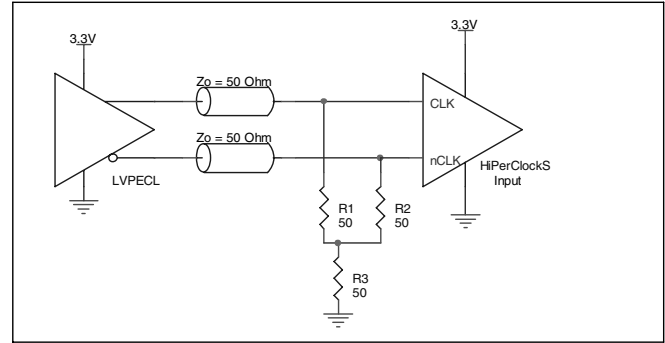 3.3V
3.3V
Zo = 50 Ohm
CLK
Zo = 50 Ohm
nCLK
HiPerClockS
Input
LVPECL
R1
50
R2
50
R3
50